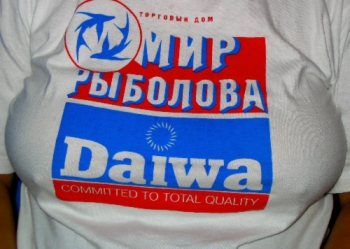 ТОРГОВЫЙ ДОМ
МИР
РЫБОЛОВА
Daiwa
COMMITTED TO TOTAL QUALITY